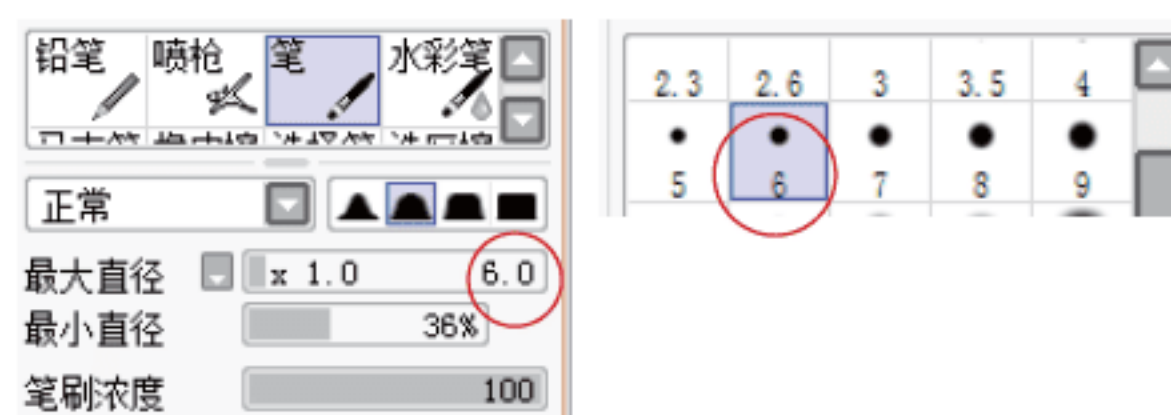 铅笔 喷枪 笔 水彩笔
正常
最大直径 x 1.0 6.0
最小直径 36%
笔刷浓度 100
2.3 2.6 3 3.5 4
5 6 7 8 9